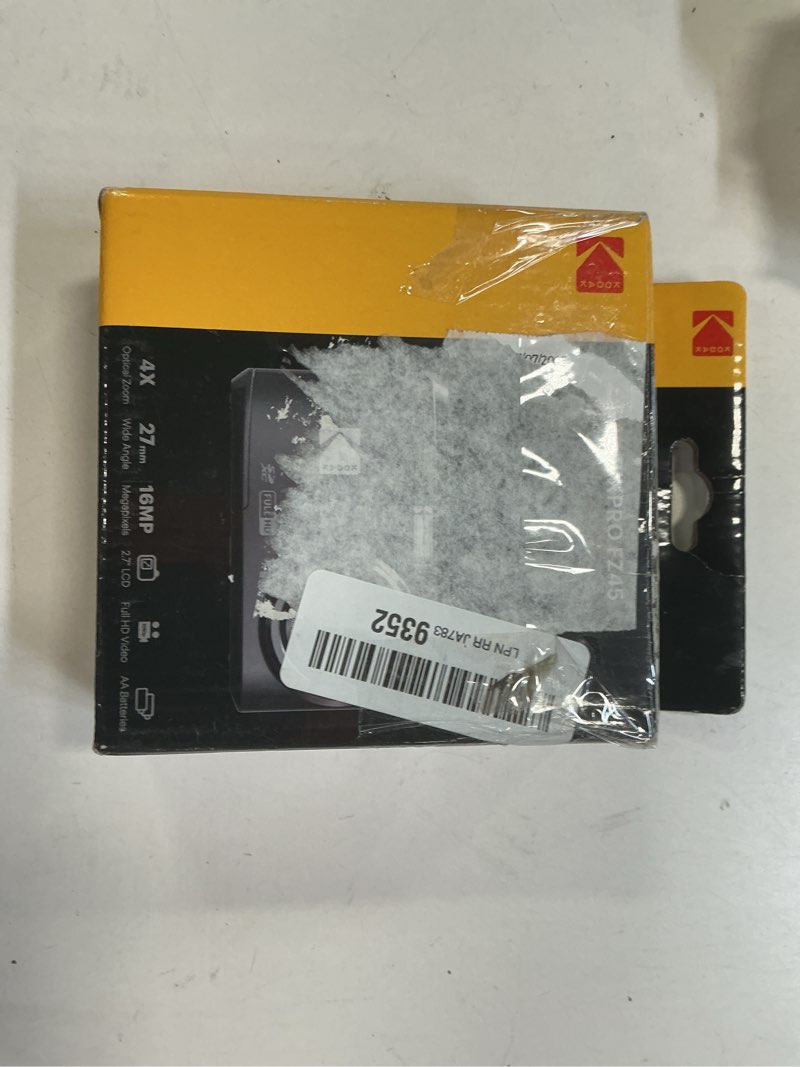 KODAK
KODAK
PRO FZ45
KODAK
FULL HD
4X
Optical Zoom
27mm
Wide Angle
16MP
Megapixels
2.7" LCD
Full HD Video
AA Batteries
LPN RR JA783 9352